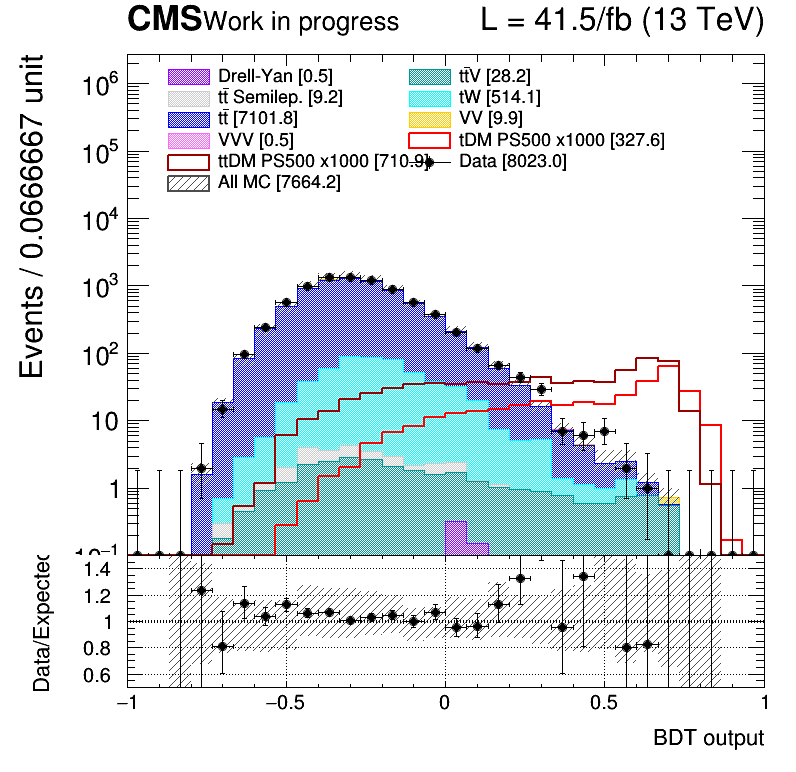 CMS Work in progress L = 41.5/fb (13 TeV)
Events / 0.0666667 unit
10⁶
10⁵
10⁴
10³
10²
10
1
10⁻¹
Drell-Yan [0.5]
tt̄V [28.2]
tt̄ Semilep. [9.2]
tW [514.1]
tt̄ [7101.8]
VV [9.9]
VVV [0.5]
tDM PS500 x1000 [327.6]
ttDM PS500 x1000 [710.9]
Data [8023.0]
All MC [7664.2]
Data/Expected
1.4
1.2
1
0.8
0.6
−1 −0.5 0 0.5 1
BDT output